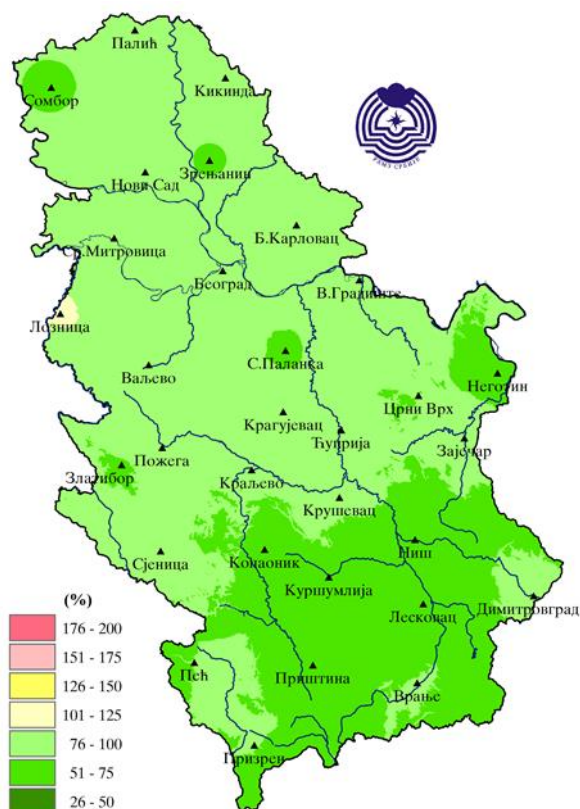 Палић
Сомбор
Кикинда
Зрењанин
Нови Сад
РХМЗ СРБИЈЕ
Б.Карловац
Ср.Митровица
Београд
В.Градиште
Лозница
Ваљево
С.Паланка
Неготин
Црни Врх
Крагујевац
Ћуприја
Зајечар
Пожега
Златибор
Краљево
Крушевац
Сјеница
Копаоник
Ниш
Куршумлија
Лесковац
Димитровград
Пећ
Приштина
Врање
Призрен
(%)
176 - 200
151 - 175
126 - 150
101 - 125
76 - 100
51 - 75
26 - 50